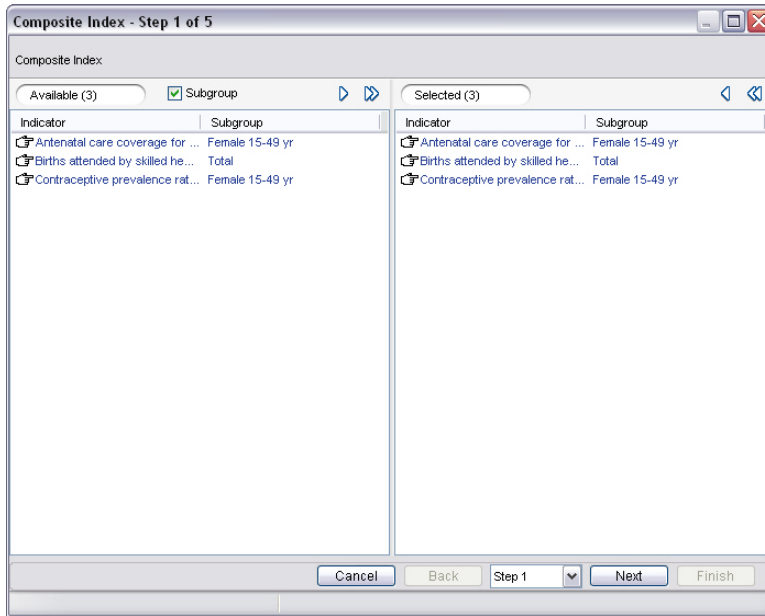 Composite Index - Step 1 of 5
Composite Index
Available (3) Subgroup Selected (3)
Indicator Subgroup Indicator Subgroup
Antenatal care coverage for ... Female 15-49 yr Antenatal care coverage for ... Female 15-49 yr
Births attended by skilled he... Total Births attended by skilled he... Total
Contraceptive prevalence rat... Female 15-49 yr Contraceptive prevalence rat... Female 15-49 yr
Cancel Back Step 1 Next Finish